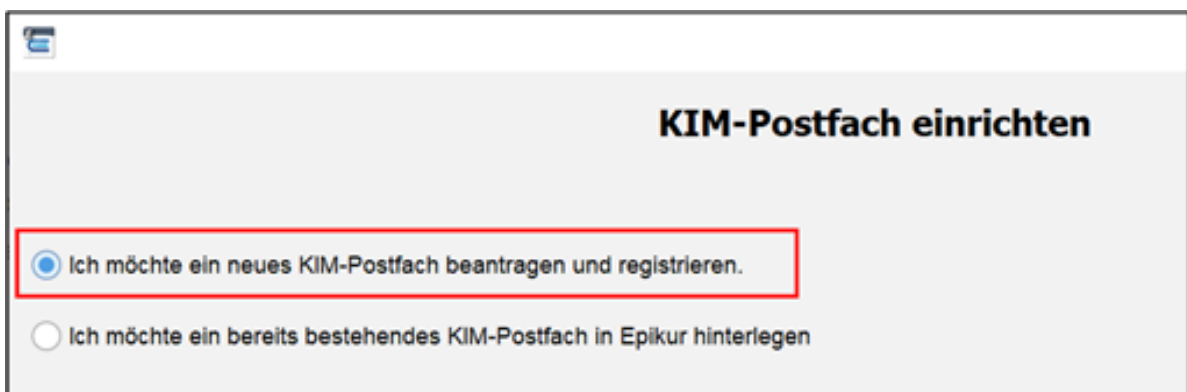 KIM-Postfach einrichten
Ich möchte ein neues KIM-Postfach beantragen und registrieren.
Ich möchte ein bereits bestehendes KIM-Postfach in Epikur hinterlegen